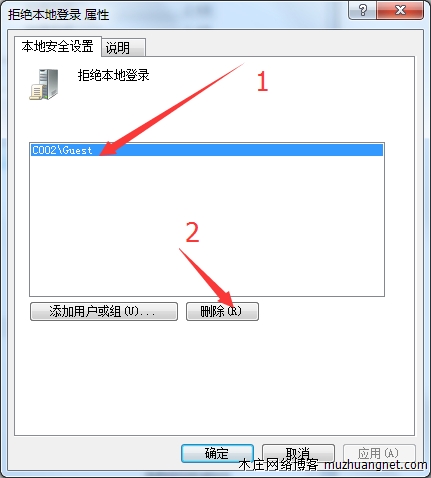 拒绝本地登录 属性
本地安全设置 说明
拒绝本地登录
1
C002\Guest
2
添加用户或组(U)... 删除(R)
确定 取消 应用(A)
木庄网络博客 muzhuangnet.com